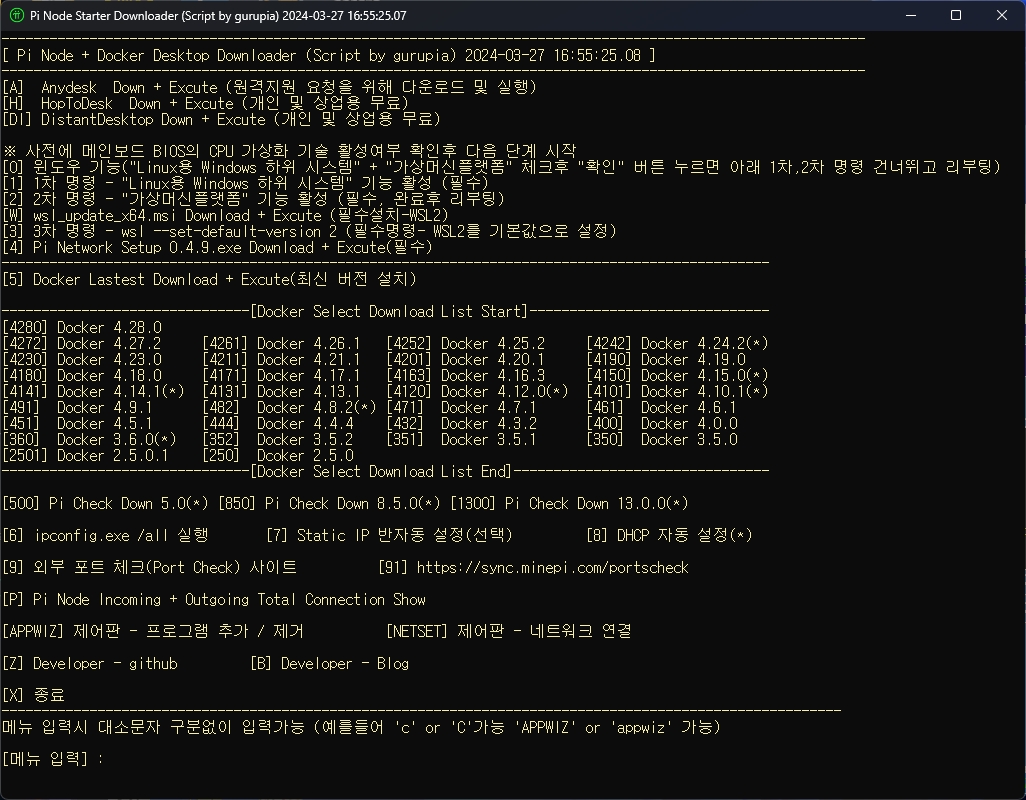 Pi Node Starter Downloader (Script by gurupia) 2024-03-27 16:55:25.07
[ Pi Node + Docker Desktop Downloader (Script by gurupia) 2024-03-27 16:55:25.08 ]
[A] Anydesk Down + Excute (원격지원 요청을 위해 다운로드 및 실행)
[H] HopToDesk Down + Excute (개인 및 상업용 무료)
[DI] DistantDesktop Down + Excute (개인 및 상업용 무료)
※ 사전에 메인보드 BIOS의 CPU 가상화 기술 활성여부 확인후 다음 단계 시작
[0] 윈도우 기능("Linux용 Windows 하위 시스템" + "가상머신플랫폼" 체크후 "확인" 버튼 누르면 아래 1차,2차 명령 건너뛰고 리부팅)
[1] 1차 명령 - "Linux용 Windows 하위 시스템" 기능 활성 (필수)
[2] 2차 명령 - "가상머신플랫폼" 기능 활성 (필수, 완료후 리부팅)
[W] wsl_update_x64.msi Download + Excute (필수설치-WSL2)
[3] 3차 명령 - wsl --set-default-version 2 (필수명령- WSL2를 기본값으로 설정)
[4] Pi Network Setup 0.4.9.exe Download + Excute(필수)
[5] Docker Lastest Download + Excute(최신 버전 설치)
-------------------------------[Docker Select Download List Start]------------------------------
[4280] Docker 4.28.0
[4272] Docker 4.27.2 [4261] Docker 4.26.1 [4252] Docker 4.25.2 [4242] Docker 4.24.2(*)
[4230] Docker 4.23.0 [4211] Docker 4.21.1 [4201] Docker 4.20.1 [4190] Docker 4.19.0
[4180] Docker 4.18.0 [4171] Docker 4.17.1 [4163] Docker 4.16.3 [4150] Docker 4.15.0(*)
[4141] Docker 4.14.1(*) [4131] Docker 4.13.1 [4120] Docker 4.12.0(*) [4101] Docker 4.10.1(*)
[491] Docker 4.9.1 [482] Docker 4.8.2(*) [471] Docker 4.7.1 [461] Docker 4.6.1
[451] Docker 4.5.1 [444] Docker 4.4.4 [432] Docker 4.3.2 [400] Docker 4.0.0
[360] Docker 3.6.0(*) [352] Docker 3.5.2 [351] Docker 3.5.1 [350] Docker 3.5.0
[2501] Docker 2.5.0.1 [250] Dcoker 2.5.0
-------------------------------[Docker Select Download List End]--------------------------------
[500] Pi Check Down 5.0(*) [850] Pi Check Down 8.5.0(*) [1300] Pi Check Down 13.0.0(*)
[6] ipconfig.exe /all 실행 [7] Static IP 반자동 설정(선택) [8] DHCP 자동 설정(*)
[9] 외부 포트 체크(Port Check) 사이트 [91] https://sync.minepi.com/portscheck
[P] Pi Node Incoming + Outgoing Total Connection Show
[APPWIZ] 제어판 - 프로그램 추가 / 제거 [NETSET] 제어판 - 네트워크 연결
[Z] Developer - github [B] Developer - Blog
[X] 종료
메뉴 입력시 대소문자 구분없이 입력가능 (예를들어 'c' or 'C'가능 'APPWIZ' or 'appwiz' 가능)
[메뉴 입력] :